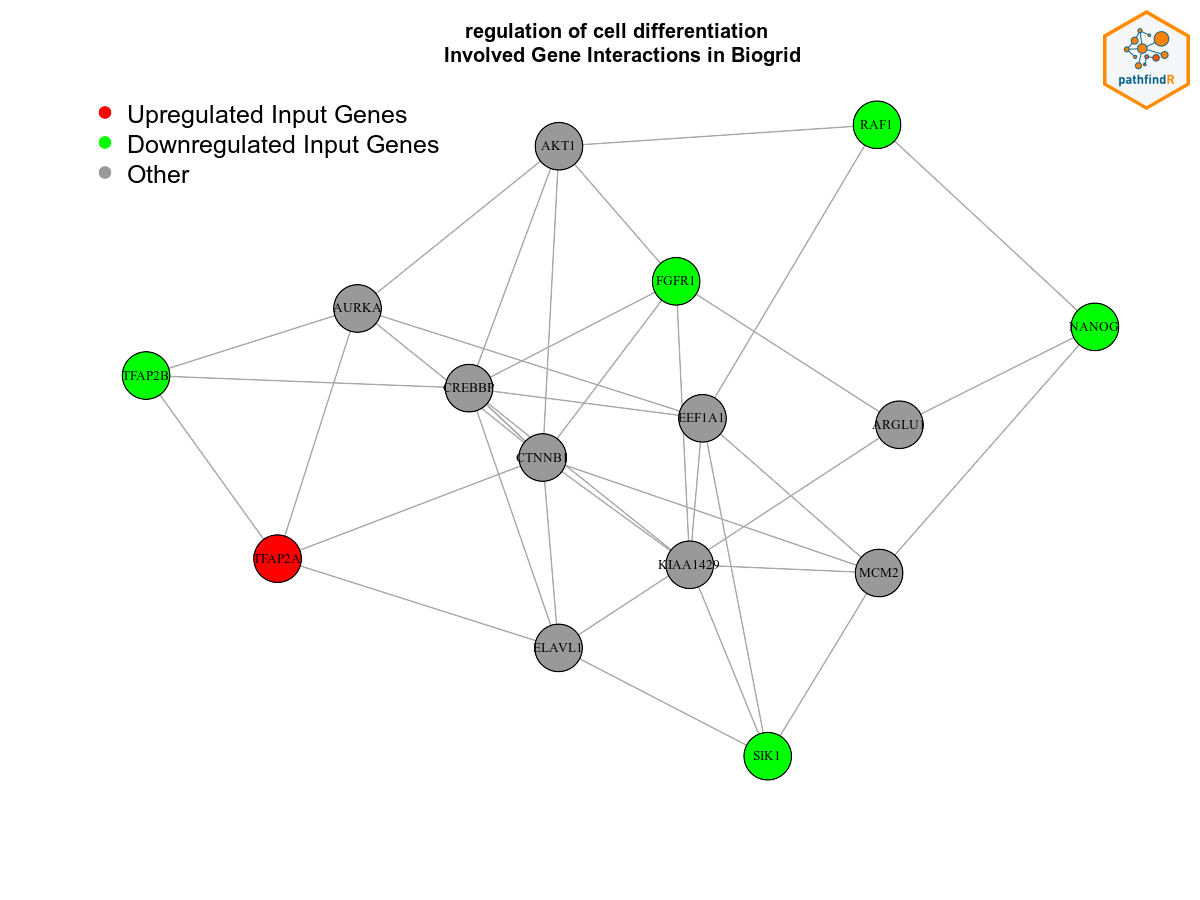 regulation of cell differentiation
Involved Gene Interactions in Biogrid
pathfindR
Upregulated Input Genes
Downregulated Input Genes
Other
RAF1
AKT1
FGFR1
AURKA
NANOG
TFAP2B
CREBBP
EEF1A1
ARGLU1
CTNNB1
TFAP2A
KIAA1429
MCM2
ELAVL1
SIK1